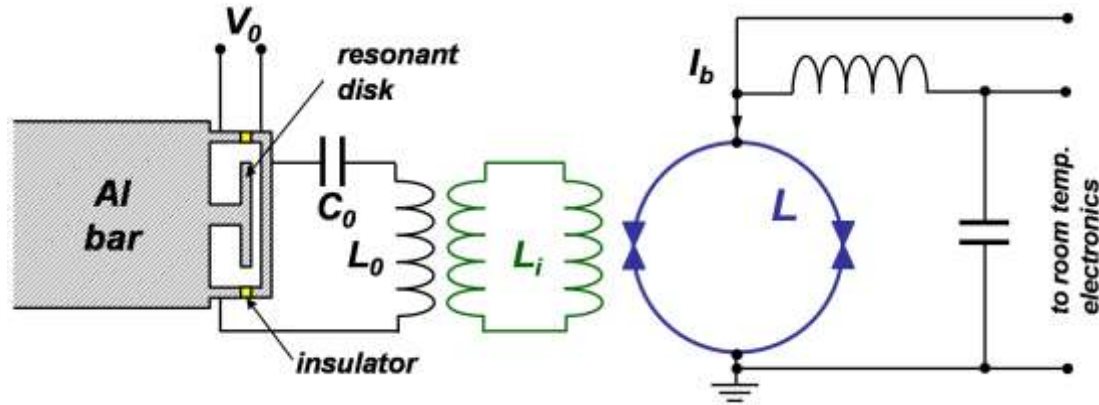 V0
resonant
disk
Ib
Al
bar
C0
L0
Li
L
to room temp.
electronics
insulator